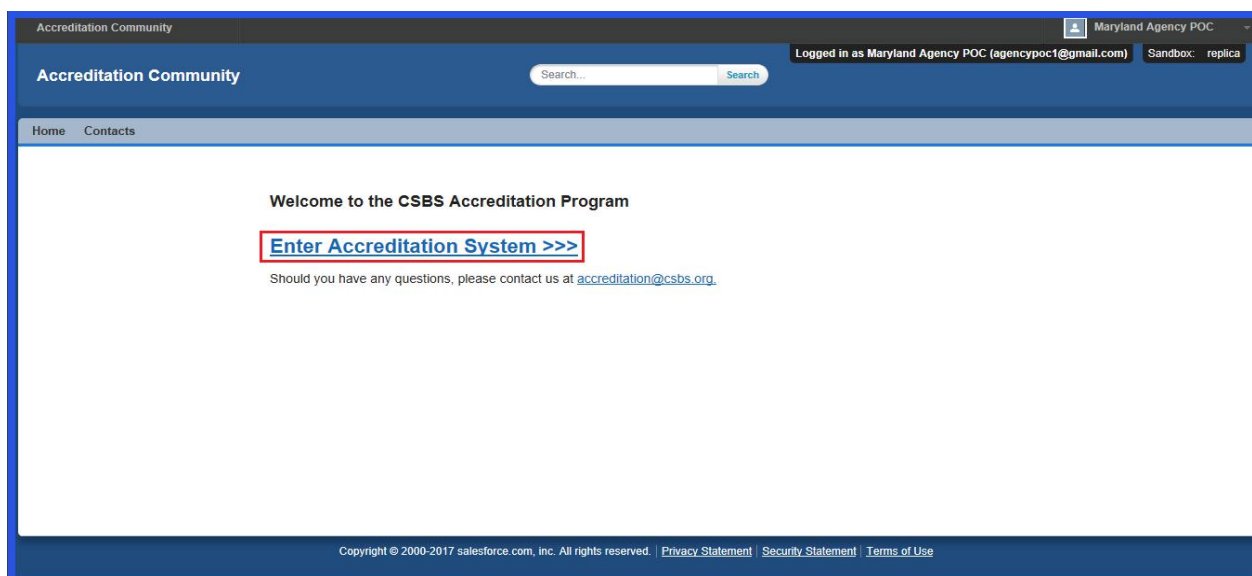 Accreditation Community
Maryland Agency POC
Logged in as Maryland Agency POC (agencypoc1@gmail.com) Sandbox: replica
Accreditation Community
Search... Search
Home Contacts
Welcome to the CSBS Accreditation Program
Enter Accreditation System >>>
Should you have any questions, please contact us at accreditation@csbs.org.
Copyright © 2000-2017 salesforce.com, inc. All rights reserved. | Privacy Statement | Security Statement | Terms of Use